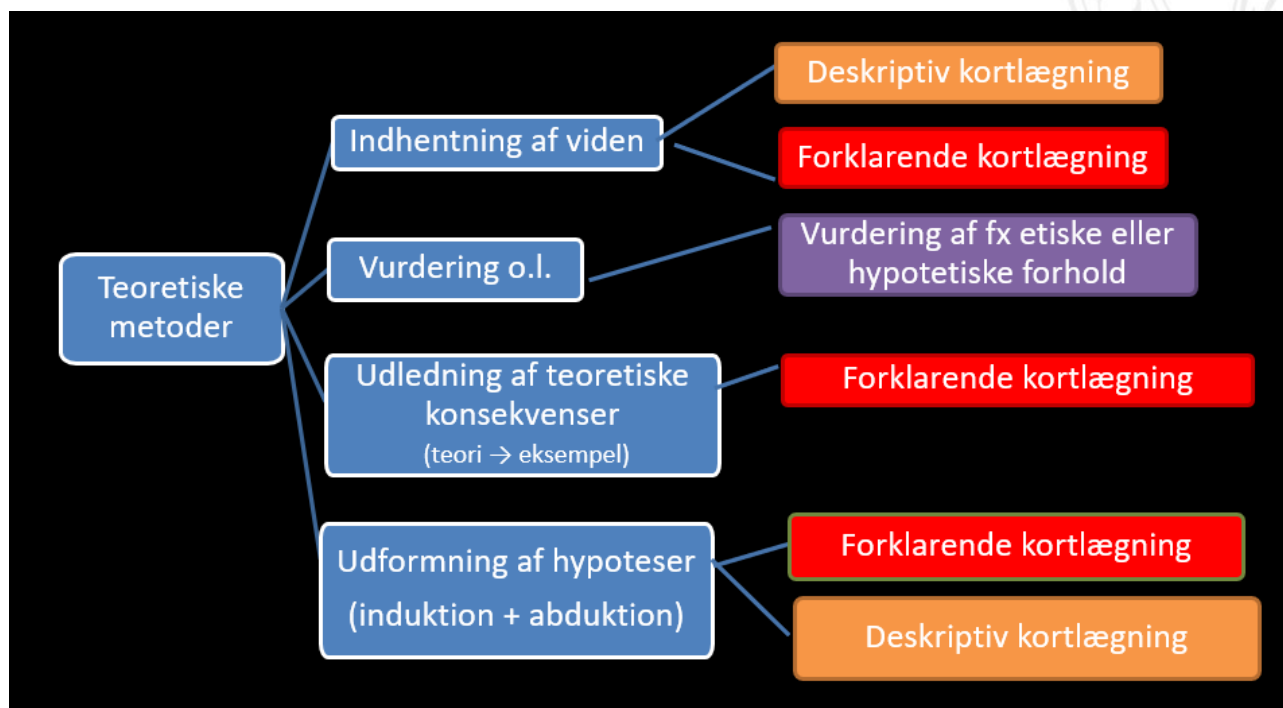 Teoretiske
metoder
Indhentning af viden
Deskriptiv kortlægning
Forklarende kortlægning
Vurdering o.l.
Vurdering af fx etiske eller
hypotetiske forhold
Udledning af teoretiske
konsekvenser
(teori → eksempel)
Forklarende kortlægning
Udformning af hypoteser
(induktion + abduktion)
Forklarende kortlægning
Deskriptiv kortlægning